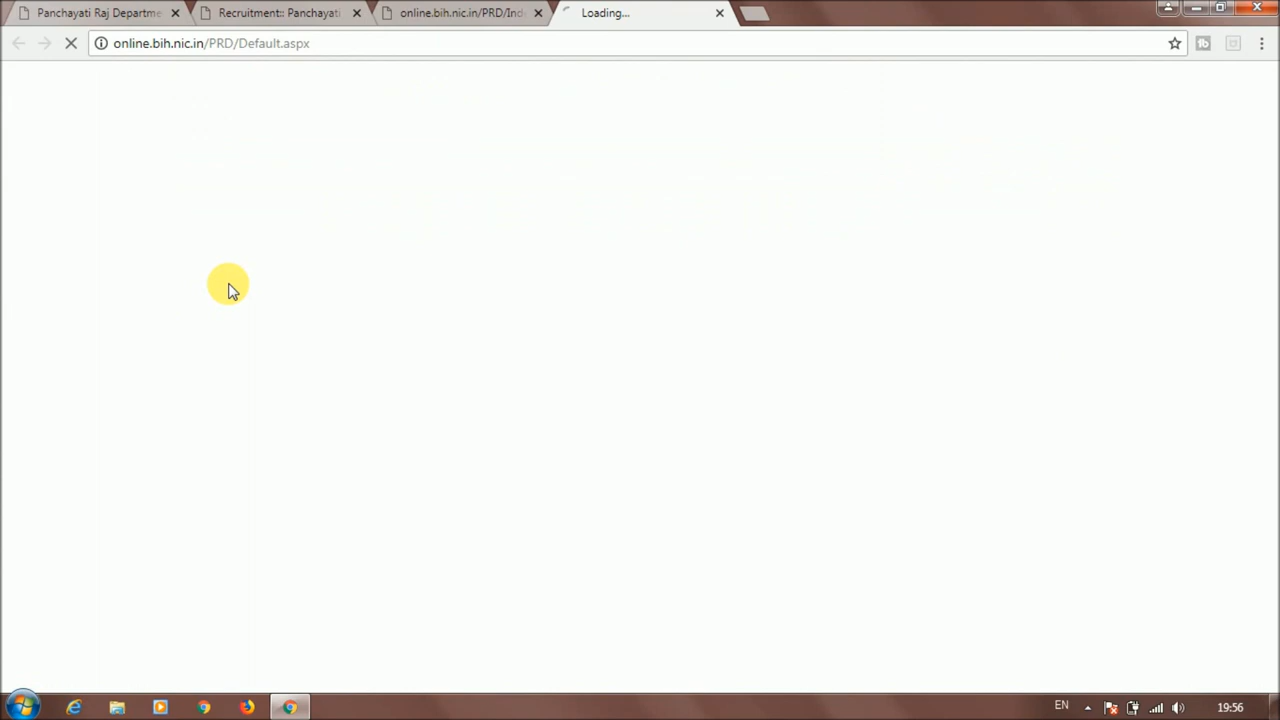 Panchayati Raj Departme
Recruitment:: Panchayati
online.bih.nic.in/PRD/Ind
Loading...
online.bih.nic.in/PRD/Default.aspx
EN
19:56